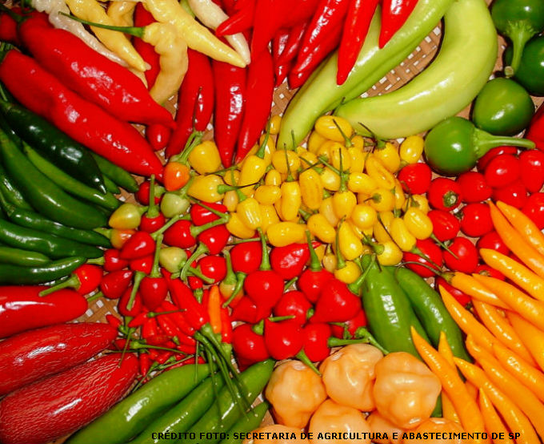 CRÉDITO FOTO: SECRETARIA DE AGRICULTURA E ABASTECIMENTO DE SP